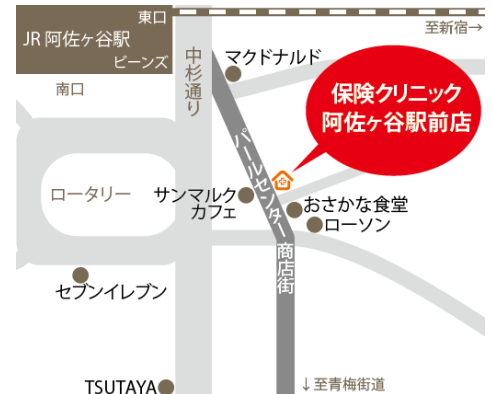 東口
JR 阿佐ヶ谷駅
ビーンズ
南口
中杉通り
マクドナルド
至新宿→
保険クリニック
阿佐ヶ谷駅前店
パールセンター商店街
ロータリー
サンマルク
カフェ
おさかな食堂
ローソン
セブンイレブン
TSUTAYA
↓至青梅街道